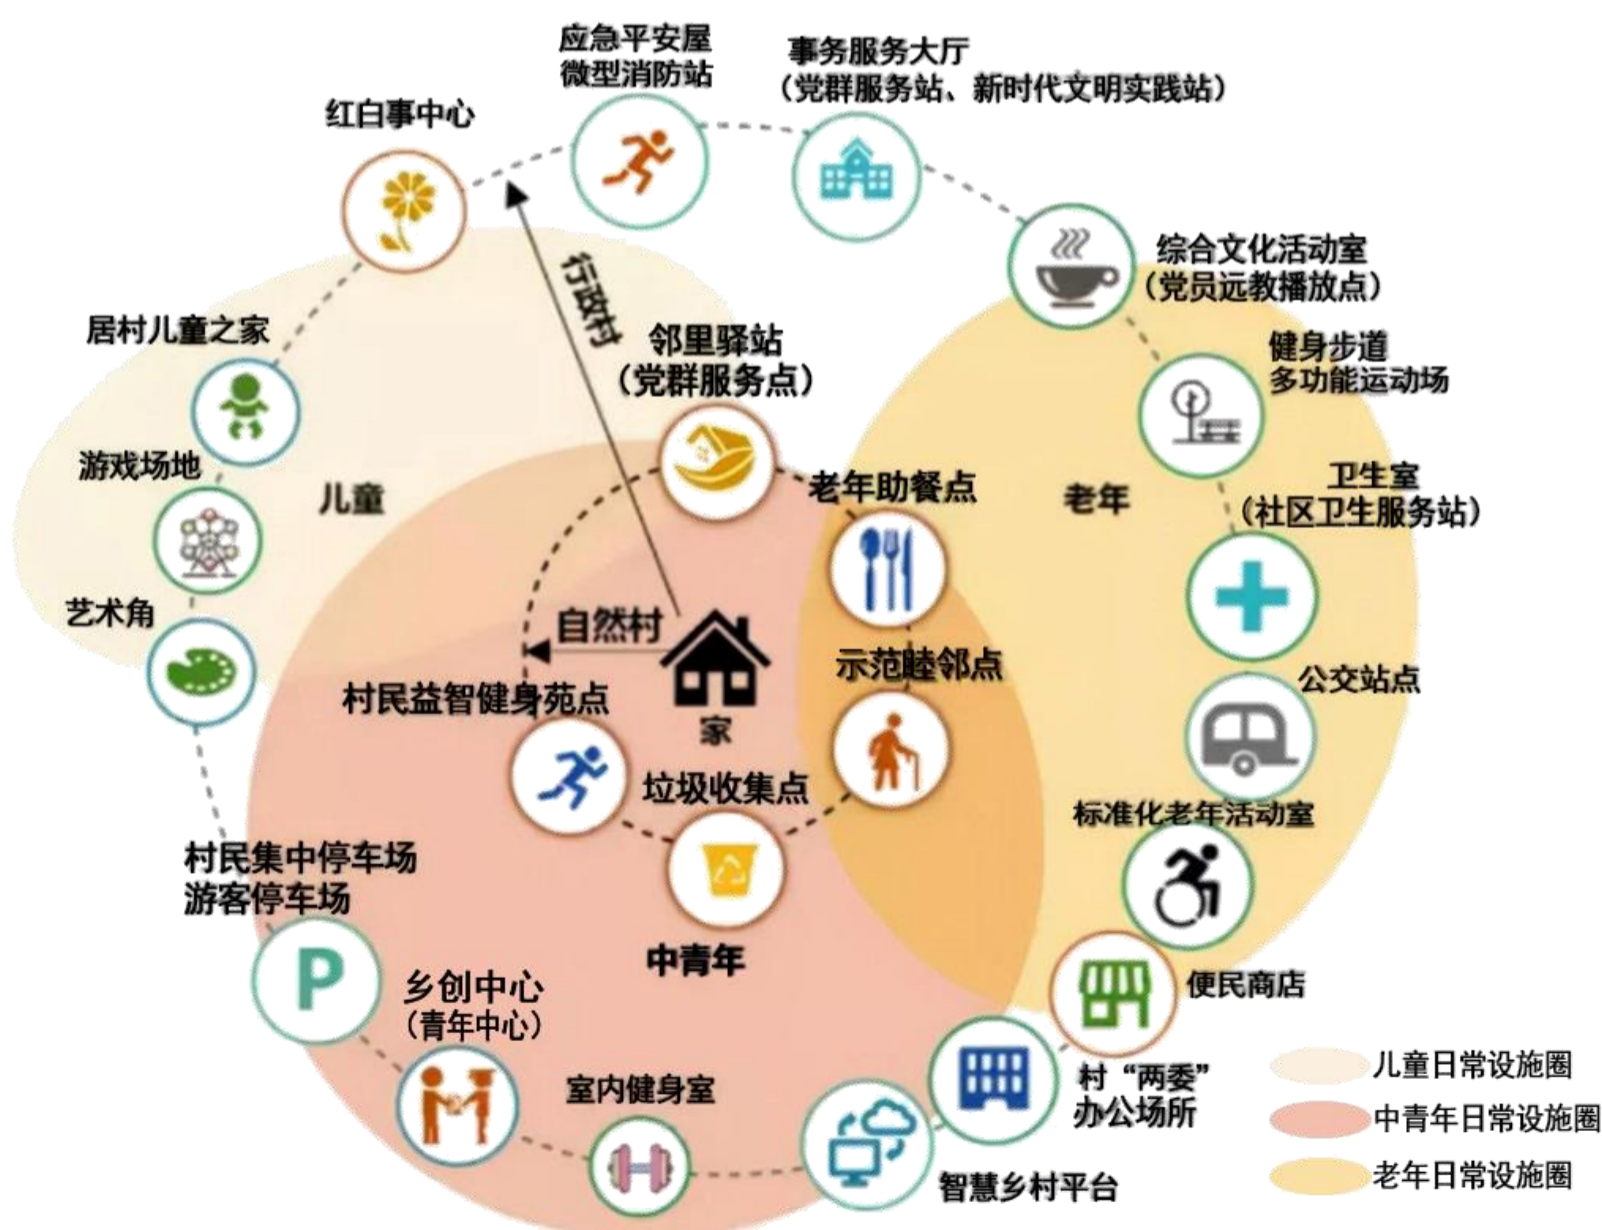 应急平安屋
微型消防站
事务服务大厅
（党群服务站、新时代文明实践站）
红白事中心
综合文化活动室
（党员远教播放点）
行政村
居村儿童之家
邻里驿站
（党群服务点）
健身步道
多功能运动场
游戏场地
儿童
老年助餐点
老年
卫生室
（社区卫生服务站）
艺术角
自然村
示范睦邻点
村民益智健身苑点
家
公交站点
垃圾收集点
标准化老年活动室
村民集中停车场
游客停车场
P
中青年
乡创中心
（青年中心）
便民商店
室内健身室
村“两委”
办公场所
智慧乡村平台
儿童日常设施圈
中青年日常设施圈
老年日常设施圈